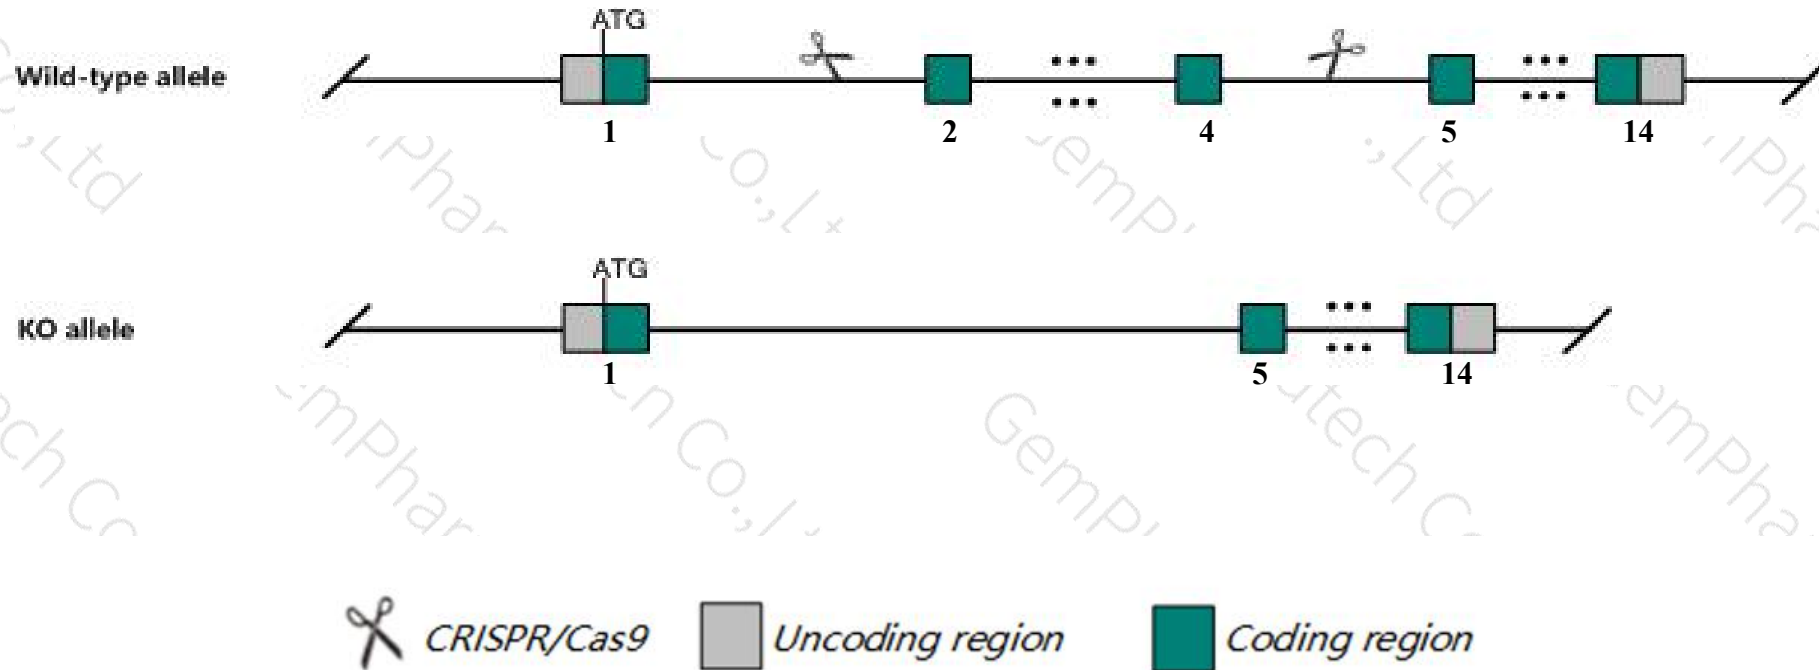 ATG
Wild-type allele
1 2 4 5 14
ATG
KO allele
1 5 14
GemPh
CRISPR/Cas9 Uncoding region Coding region